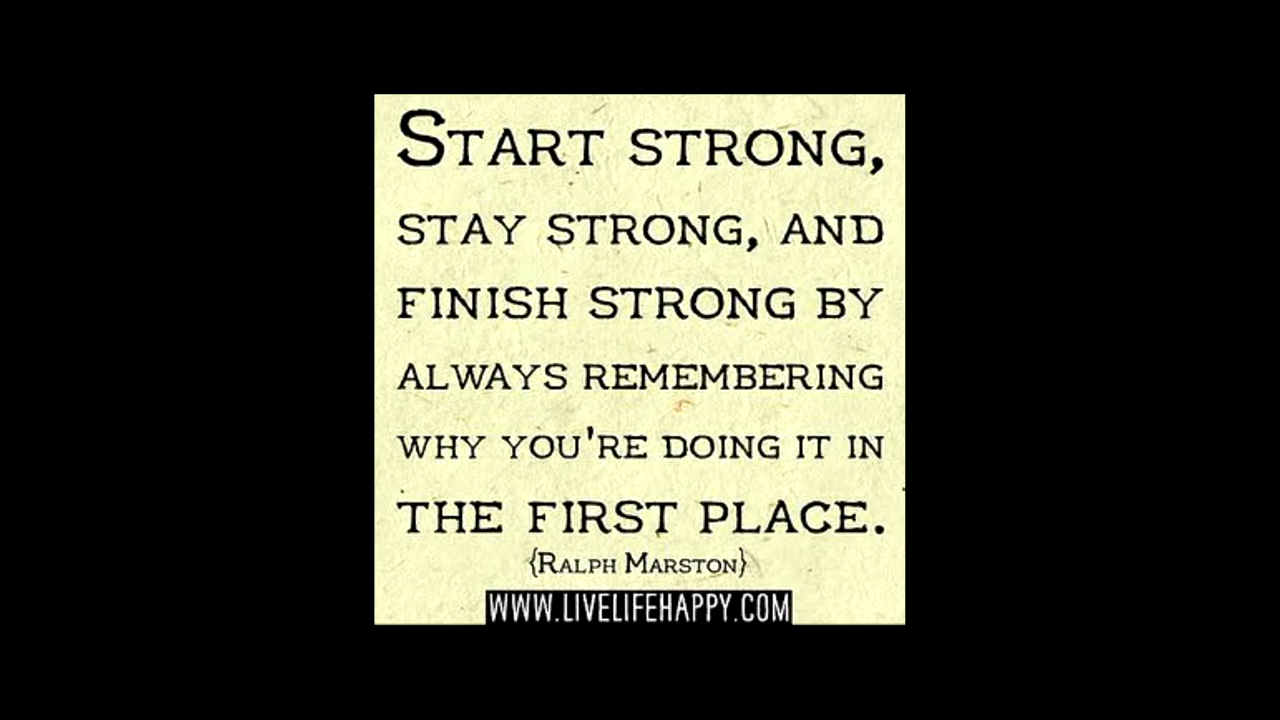 Start strong,
stay strong, and
finish strong by
always remembering
why you're doing it in
the first place.
{Ralph Marston}
WWW.LIVELIFEHAPPY.COM